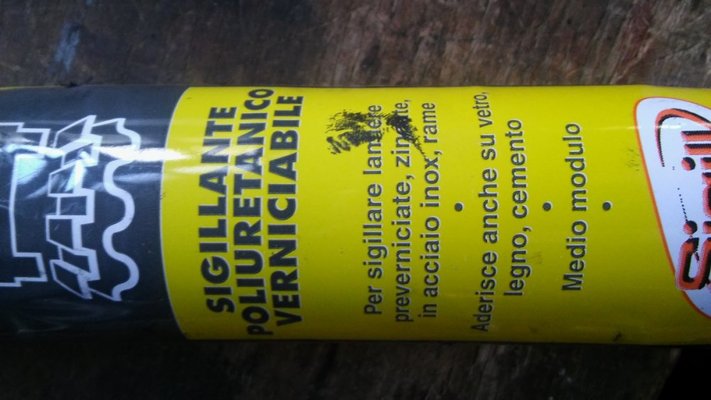 SIGILLANTE
POLIURETANICO
VERNICIABILE
Per sigillare lamiere
preverniciate, zincate,
in acciaio inox, rame
•
Aderisce anche su vetro,
legno, cemento
•
Medio modulo
•